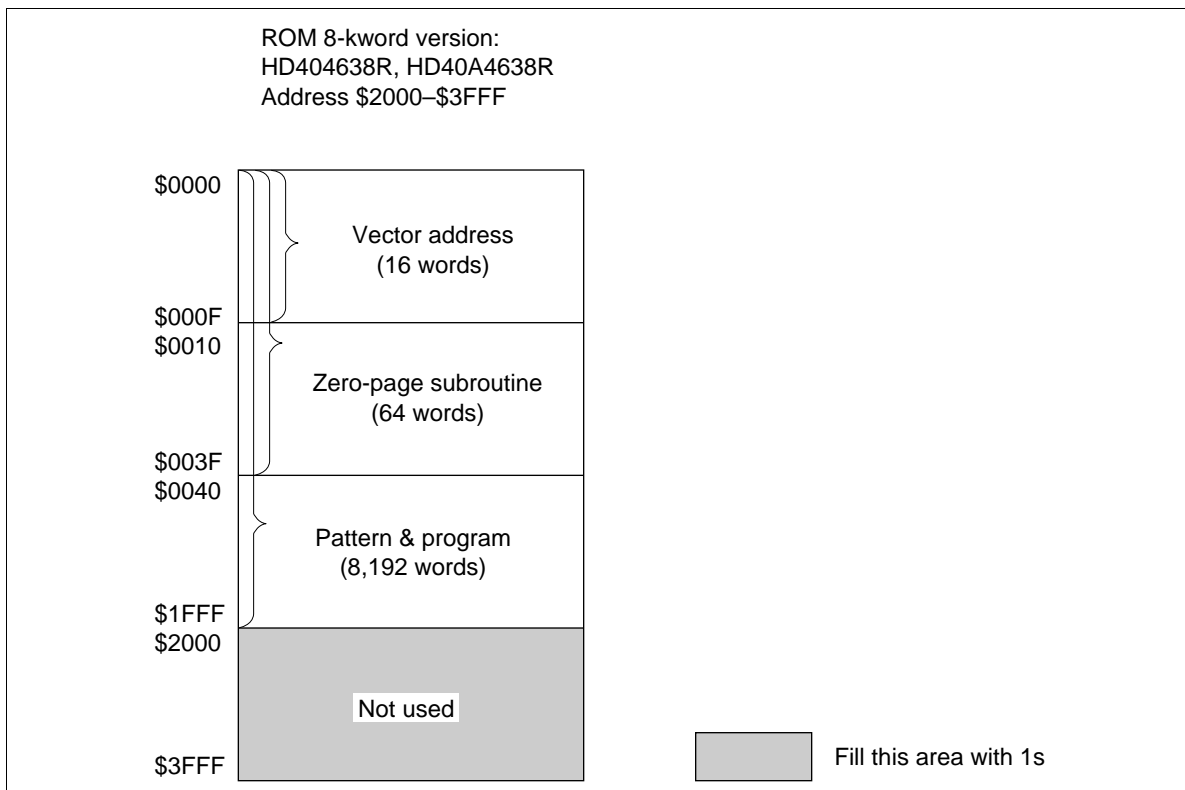 ROM 8-kword version:
HD404638R, HD40A4638R
Address $2000–$3FFF
$0000
Vector address
(16 words)
$000F
$0010
Zero-page subroutine
(64 words)
$003F
$0040
Pattern & program
(8,192 words)
$1FFF
$2000
Not used
$3FFF
Fill this area with 1s